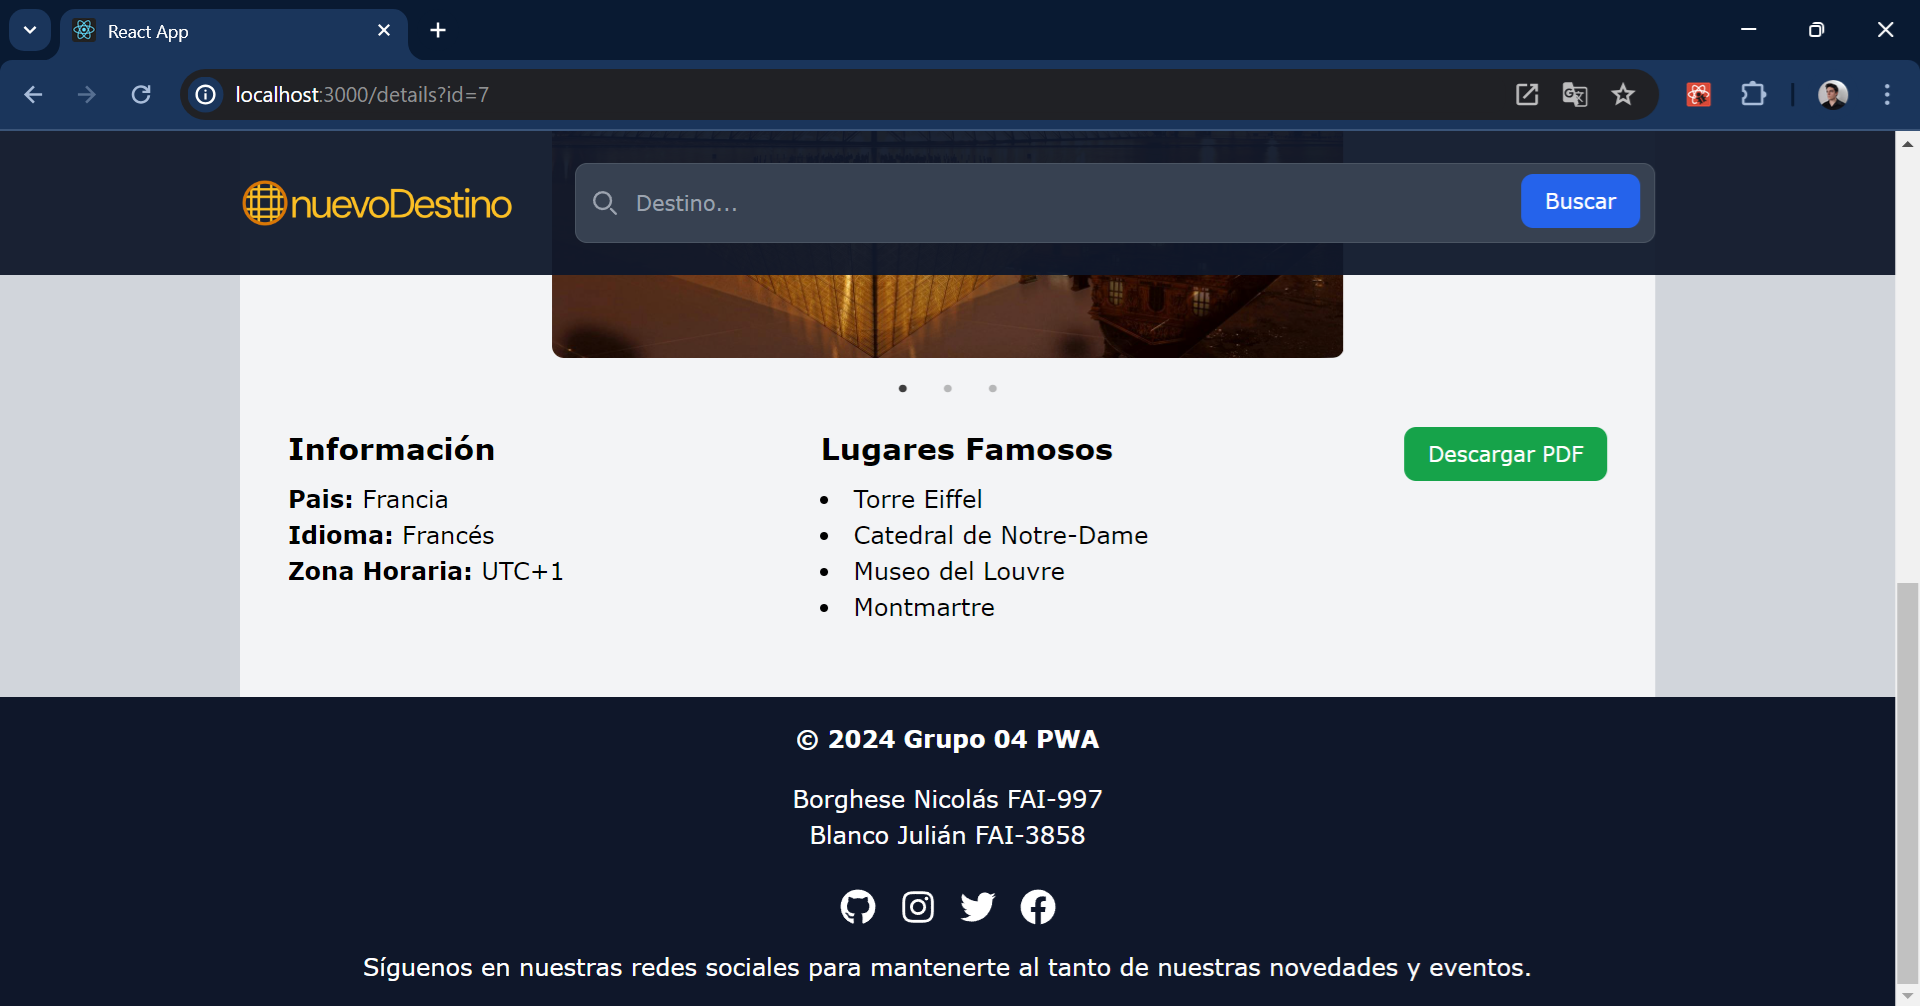 React App
localhost:3000/details?id=7
nuevoDestino
Destino...
Buscar
Información
Pais: Francia
Idioma: Francés
Zona Horaria: UTC+1
Lugares Famosos
• Torre Eiffel
• Catedral de Notre-Dame
• Museo del Louvre
• Montmartre
Descargar PDF
© 2024 Grupo 04 PWA
Borghese Nicolás FAI-997
Blanco Julián FAI-3858
Síguenos en nuestras redes sociales para mantenerte al tanto de nuestras novedades y eventos.